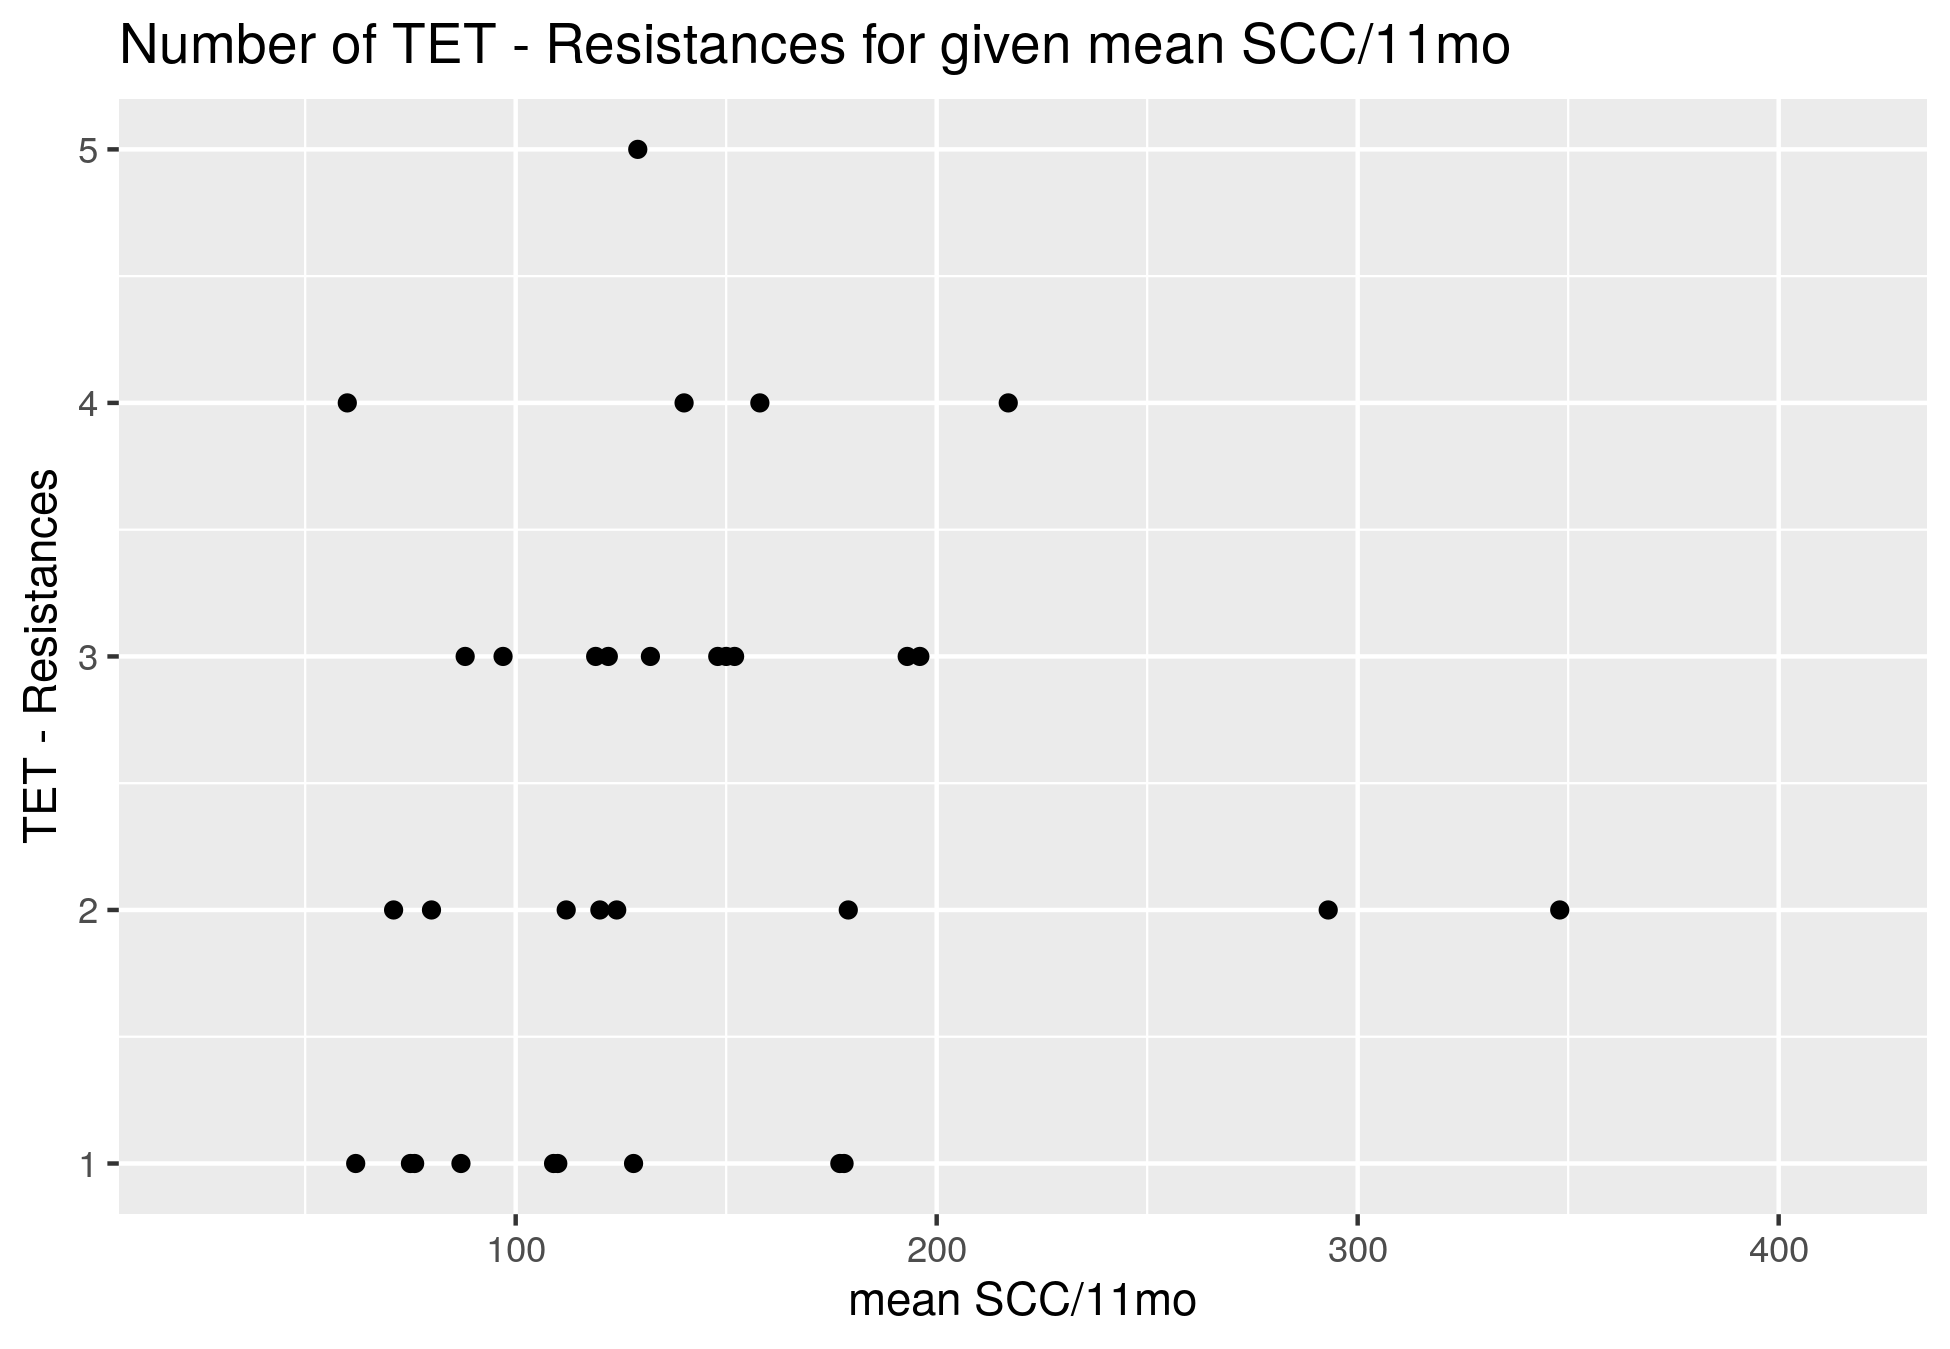 Number of TET - Resistances for given mean SCC/11mo
TET - Resistances
5
4
3
2
1
100 200 300 400
mean SCC/11mo